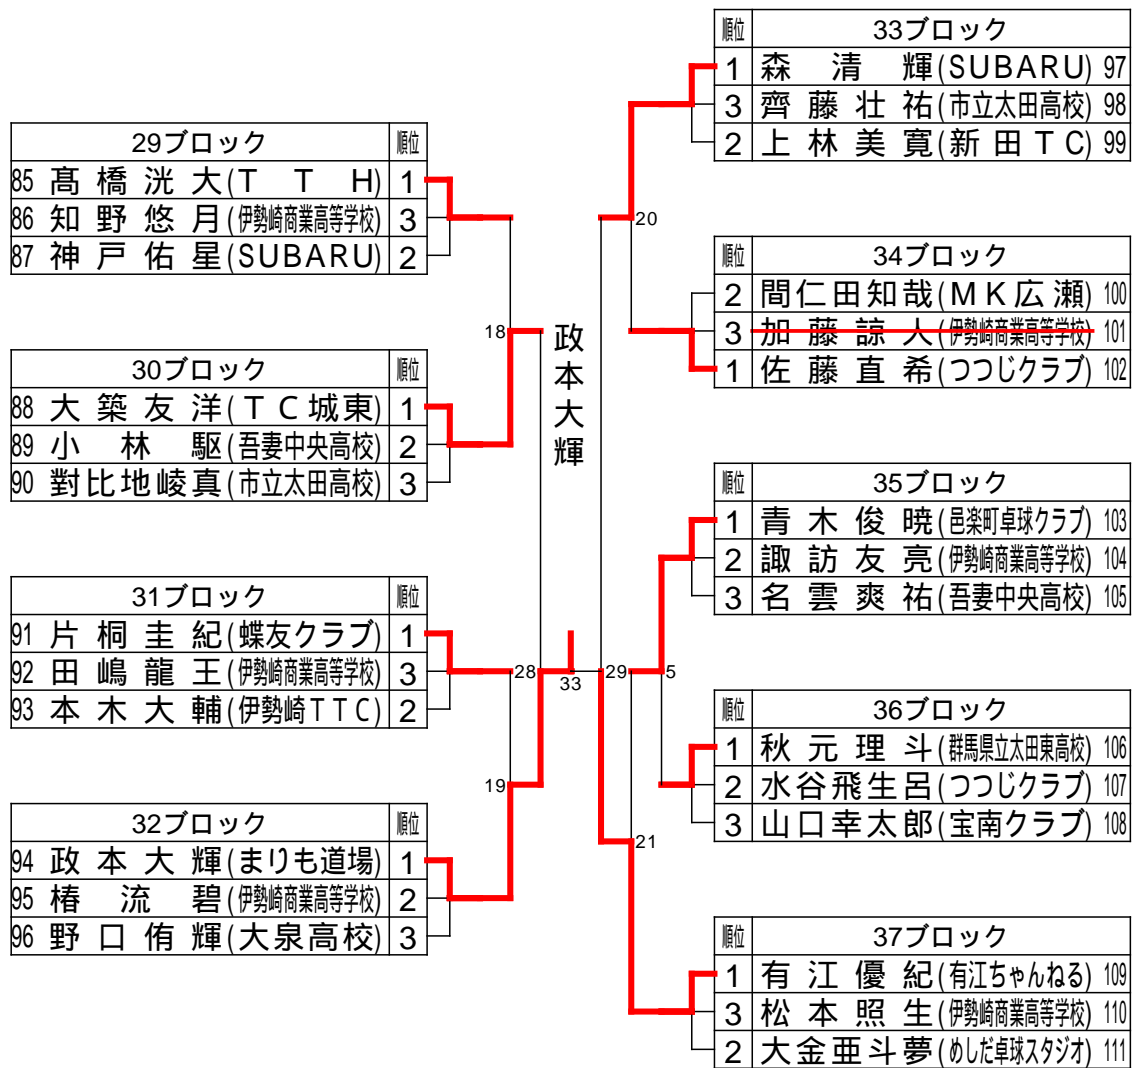 29ブロック 順位
85 髙橋洸大(TTH) 1
86 知野悠月(伊勢崎商業高等学校) 3
87 神戸佑星(SUBARU) 2
30ブロック 順位
88 大築友洋(TC城東) 1
89 小林駆(吾妻中央高校) 2
90 對比地崚真(市立太田高校) 3
31ブロック 順位
91 片桐圭紀(蝶友クラブ) 1
92 田嶋龍王(伊勢崎商業高等学校) 3
93 本木大輔(伊勢崎TTC) 2
32ブロック 順位
94 政本大輝(まりも道場) 1
95 椿流碧(伊勢崎商業高等学校) 2
96 野口侑輝(大泉高校) 3
18
28
19
政本大輝
33
20
29
5
21
順位 33ブロック
1 森清輝(SUBARU) 97
3 齊藤壮祐(市立太田高校) 98
2 上林美寛(新田TC) 99
順位 34ブロック
2 間仁田知哉(MK広瀬) 100
3 加藤諒人(伊勢崎商業高等学校) 101
1 佐藤直希(つつじクラブ) 102
順位 35ブロック
1 青木俊暁(邑楽町卓球クラブ) 103
2 諏訪友亮(伊勢崎商業高等学校) 104
3 名雲爽祐(吾妻中央高校) 105
順位 36ブロック
1 秋元理斗(群馬県立太田東高校) 106
2 水谷飛生呂(つつじクラブ) 107
3 山口幸太郎(宝南クラブ) 108
順位 37ブロック
1 有江優紀(有江ちゃんねる) 109
3 松本照生(伊勢崎商業高等学校) 110
2 大金亜斗夢(めしだ卓球スタジオ) 111